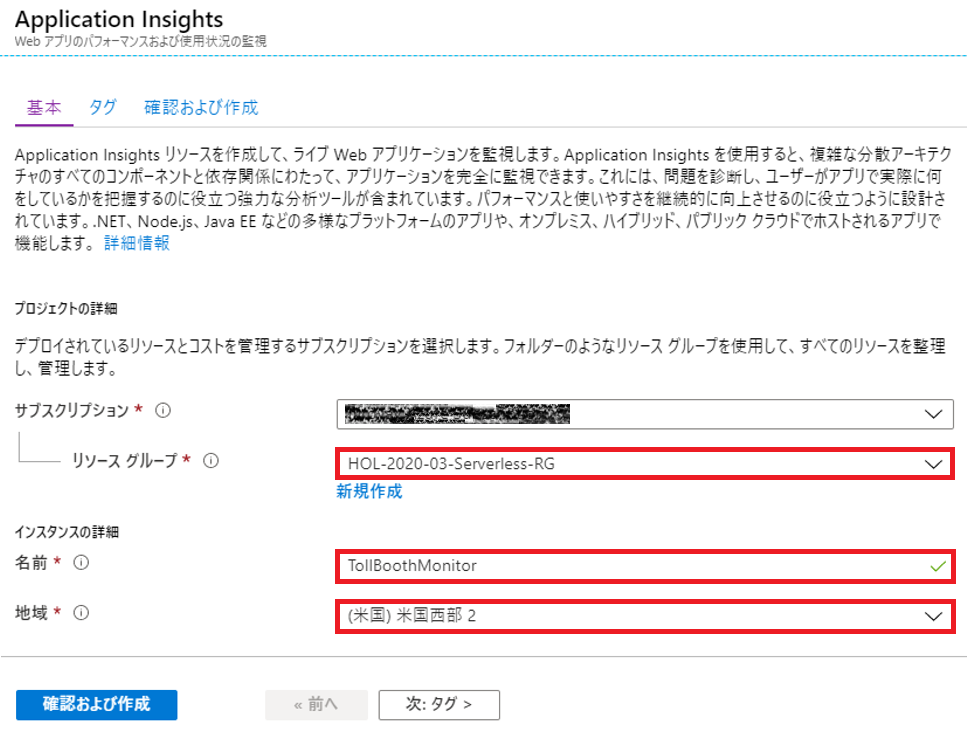 Application Insights
Web アプリのパフォーマンスおよび使用状況の監視
基本 タグ 確認および作成
Application Insights リソースを作成して、ライブ Web アプリケーションを監視します。Application Insights を使用すると、複雑な分散アーキテク
チャのすべてのコンポーネントと依存関係にわたって、アプリケーションを完全に監視できます。これには、問題を診断し、ユーザーがアプリで実際に何
をしているかを把握するのに役立つ強力な分析ツールが含まれています。パフォーマンスと使いやすさを継続的に向上させるのに役立つように設計さ
れています。.NET、Node.js、Java EE などの多様なプラットフォームのアプリや、オンプレミス、ハイブリッド、パブリック クラウドでホストされるアプリで
機能します。 詳細情報
プロジェクトの詳細
デプロイされているリソースとコストを管理するサブスクリプションを選択します。フォルダーのようなリソース グループを使用して、すべてのリソースを整理
し、管理します。
サブスクリプション *
リソース グループ * HOL-2020-03-Serverless-RG
新規作成
インスタンスの詳細
名前 * TollBoothMonitor
地域 * (米国) 米国西部 2
確認および作成 « 前へ 次: タグ >